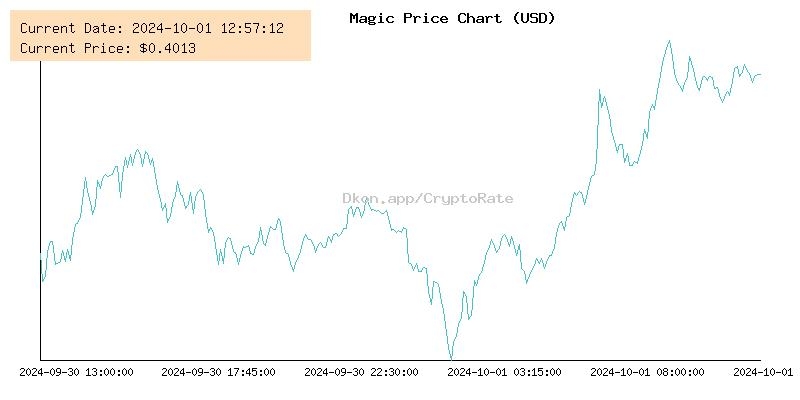 Magic Price Chart (USD)
Current Date: 2024-10-01 12:57:12
Current Price: $0.4013
Dkon.app/CryptoRate
2024-09-30 13:00:00 2024-09-30 17:45:00 2024-09-30 22:30:00 2024-10-01 03:15:00 2024-10-01 08:00:00 2024-10-01